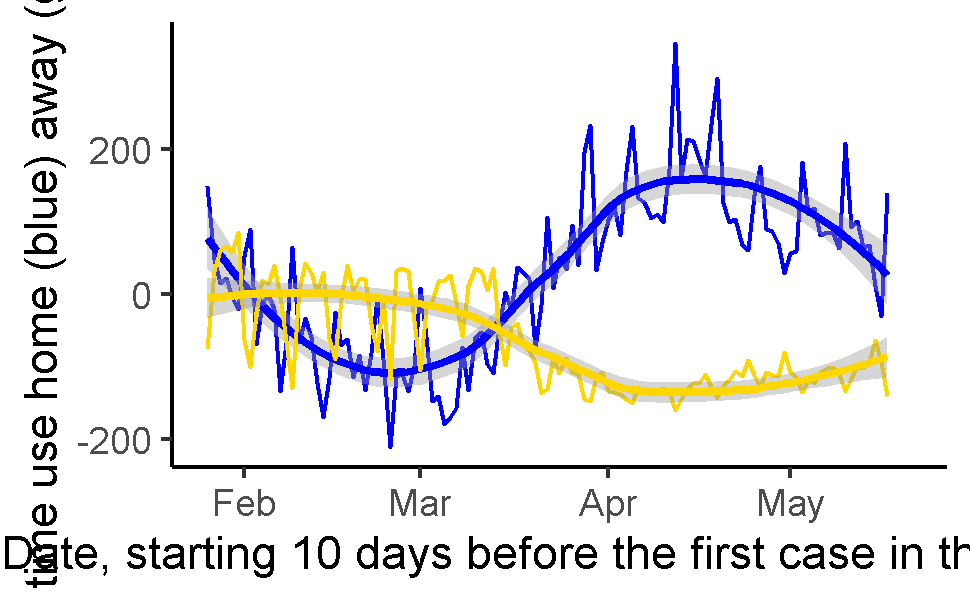 time use home (blue) away (
200
0
-200
Feb Mar Apr May
Date, starting 10 days before the first case in th